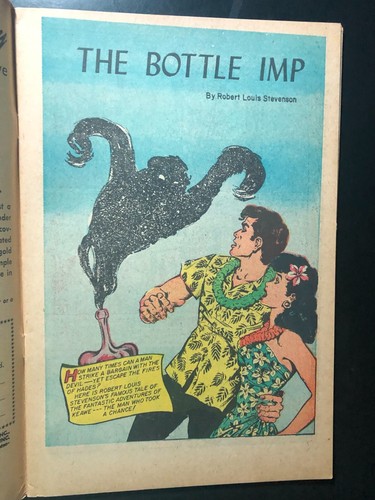 THE BOTTLE IMP
By Robert Louis Stevenson
HOW MANY TIMES CAN A MAN
STRIKE A BARGAIN WITH THE
DEVIL--YET ESCAPE THE FIRES
OF HADES?
HERE IS ROBERT LOUIS
STEVENSON'S FAMOUS TALE OF
THE FANTASTIC ADVENTURES OF
KEAWE---THE MAN WHO TOOK
A CHANCE!